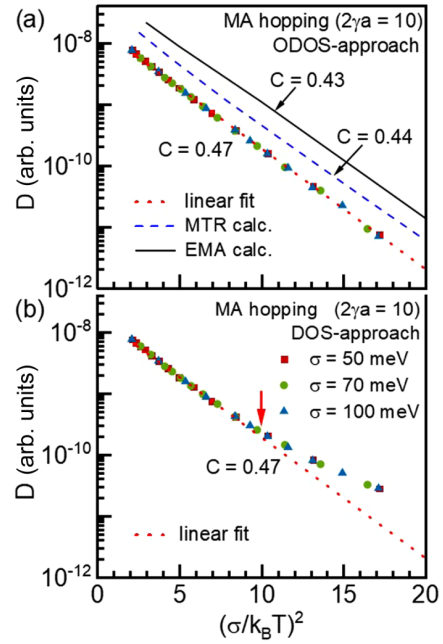 (a)
MA hopping (2γa = 10)
ODOS-approach
C = 0.43
C = 0.44
C = 0.47
linear fit
MTR calc.
EMA calc.
D (arb. units)
10⁻⁸
10⁻¹⁰
10⁻¹²
(b)
MA hopping (2γa = 10)
DOS-approach
σ = 50 meV
σ = 70 meV
σ = 100 meV
C = 0.47
linear fit
D (arb. units)
10⁻⁸
10⁻¹⁰
10⁻¹²
0 5 10 15 20
(σ/k_BT)²